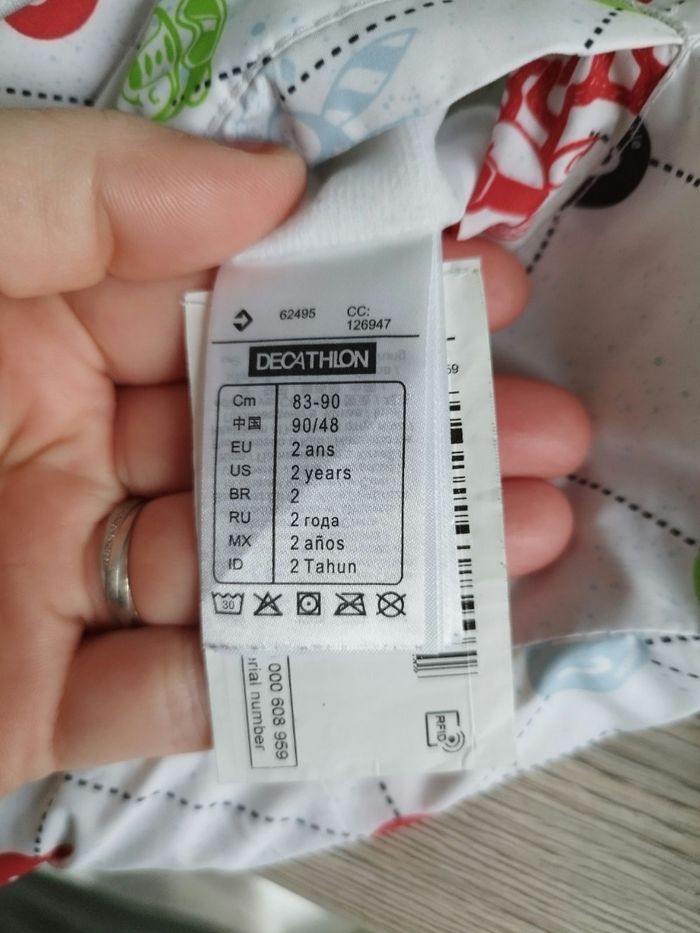 62495 CC: 126947
DECATHLON
Cm 83-90
中国 90/48
EU 2 ans
US 2 years
BR 2
RU 2 года
MX 2 años
ID 2 Tahun
30
59
000 608 959
rial number
RFID